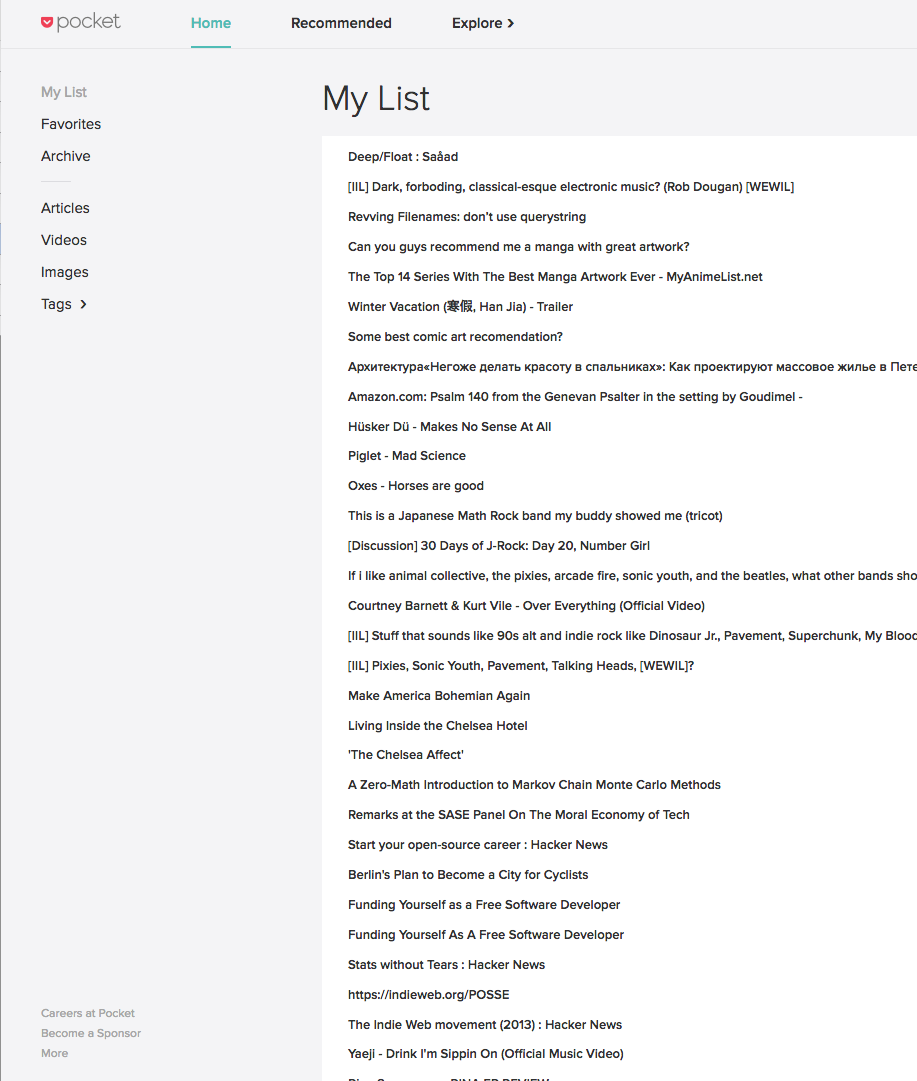 pocket
Home
Recommended
Explore
My List
Favorites
Archive
Articles
Videos
Images
Tags
My List
Deep/Float : Saåad
[IIL] Dark, forboding, classical-esque electronic music? (Rob Dougan) [WEWIL]
Revving Filenames: don't use querystring
Can you guys recommend me a manga with great artwork?
The Top 14 Series With The Best Manga Artwork Ever - MyAnimeList.net
Winter Vacation (寒假, Han Jia) - Trailer
Some best comic art recomendation?
Архитектура«Негоже делать красоту в спальниках»: Как проектируют массовое жилье в Пете
Amazon.com: Psalm 140 from the Genevan Psalter in the setting by Goudimel -
Hüsker Dü - Makes No Sense At All
Piglet - Mad Science
Oxes - Horses are good
This is a Japanese Math Rock band my buddy showed me (tricot)
[Discussion] 30 Days of J-Rock: Day 20, Number Girl
If i like animal collective, the pixies, arcade fire, sonic youth, and the beatles, what other bands sho
Courtney Barnett & Kurt Vile - Over Everything (Official Video)
[IIL] Stuff that sounds like 90s alt and indie rock like Dinosaur Jr., Pavement, Superchunk, My Blood
[IIL] Pixies, Sonic Youth, Pavement, Talking Heads, [WEWIL]?
Make America Bohemian Again
Living Inside the Chelsea Hotel
'The Chelsea Affect'
A Zero-Math Introduction to Markov Chain Monte Carlo Methods
Remarks at the SASE Panel On The Moral Economy of Tech
Start your open-source career : Hacker News
Berlin's Plan to Become a City for Cyclists
Funding Yourself as a Free Software Developer
Funding Yourself As A Free Software Developer
Stats without Tears : Hacker News
https://indieweb.org/POSSE
The Indie Web movement (2013) : Hacker News
Yaeji - Drink I'm Sippin On (Official Music Video)
Careers at Pocket
Become a Sponsor
More